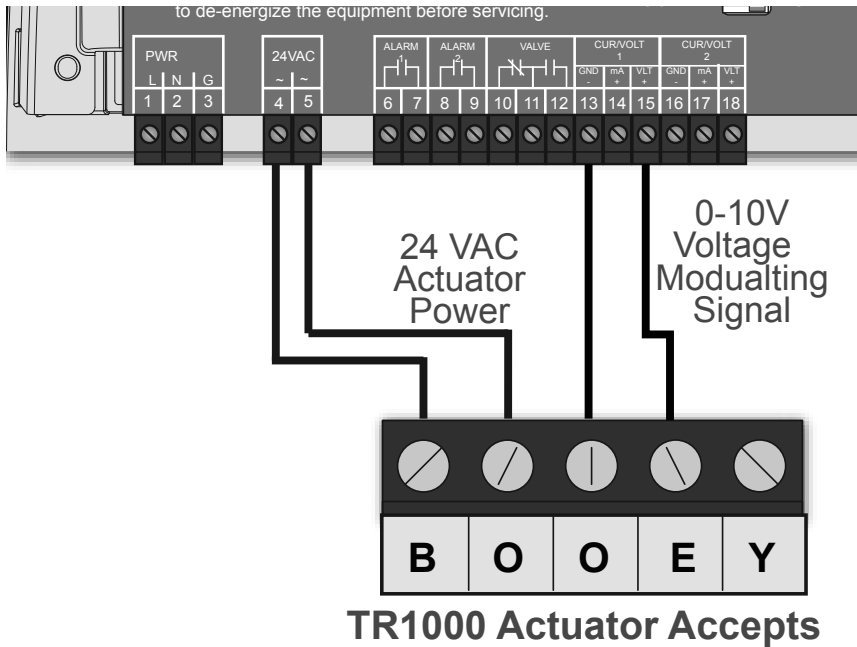 to de-energize the equipment before servicing.
PWR
24VAC
ALARM
1
ALARM
2
VALVE
CUR/VOLT
1
CUR/VOLT
2
L N G
~ ~
GND
-
mA
+
VLT
+
GND
-
mA
+
VLT
+
1 2 3 4 5 6 7 8 9 10 11 12 13 14 15 16 17 18
24 VAC
Actuator
Power
0-10V
Voltage
Modualting
Signal
B O O E Y
TR1000 Actuator Accepts